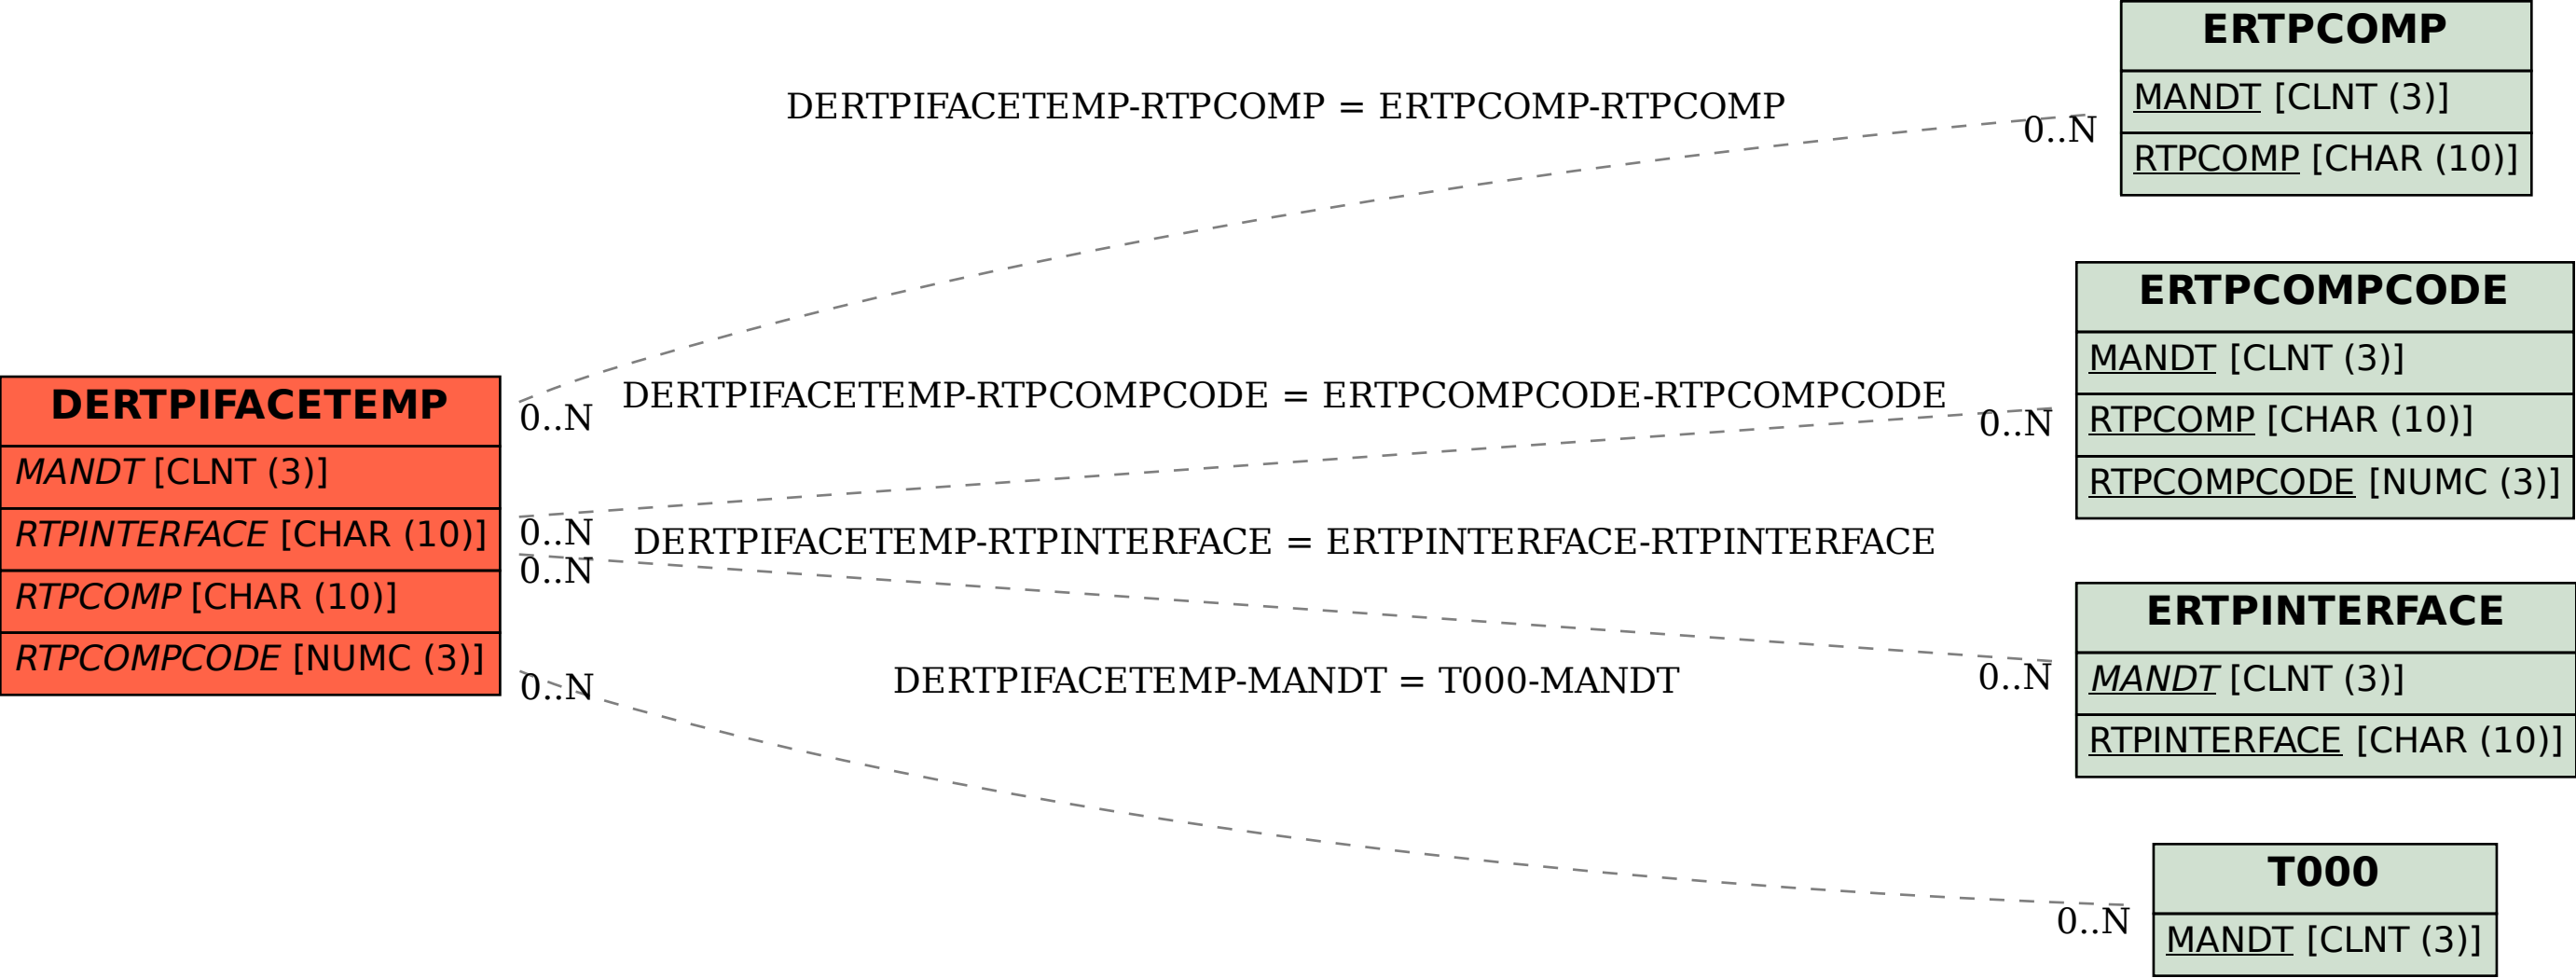 ERTPCOMP
MANDT [CLNT (3)]
RTPCOMP [CHAR (10)]
DERTPIFACETEMP-RTPCOMP = ERTPCOMP-RTPCOMP
0..N
0..N
ERTPCOMPCODE
MANDT [CLNT (3)]
RTPCOMP [CHAR (10)]
RTPCOMPCODE [NUMC (3)]
DERTPIFACETEMP-RTPCOMPCODE = ERTPCOMPCODE-RTPCOMPCODE
0..N
0..N
DERTPIFACETEMP
MANDT [CLNT (3)]
RTPINTERFACE [CHAR (10)]
RTPCOMP [CHAR (10)]
RTPCOMPCODE [NUMC (3)]
DERTPIFACETEMP-RTPINTERFACE = ERTPINTERFACE-RTPINTERFACE
0..N
0..N
ERTPINTERFACE
MANDT [CLNT (3)]
RTPINTERFACE [CHAR (10)]
DERTPIFACETEMP-MANDT = T000-MANDT
0..N
0..N
T000
MANDT [CLNT (3)]